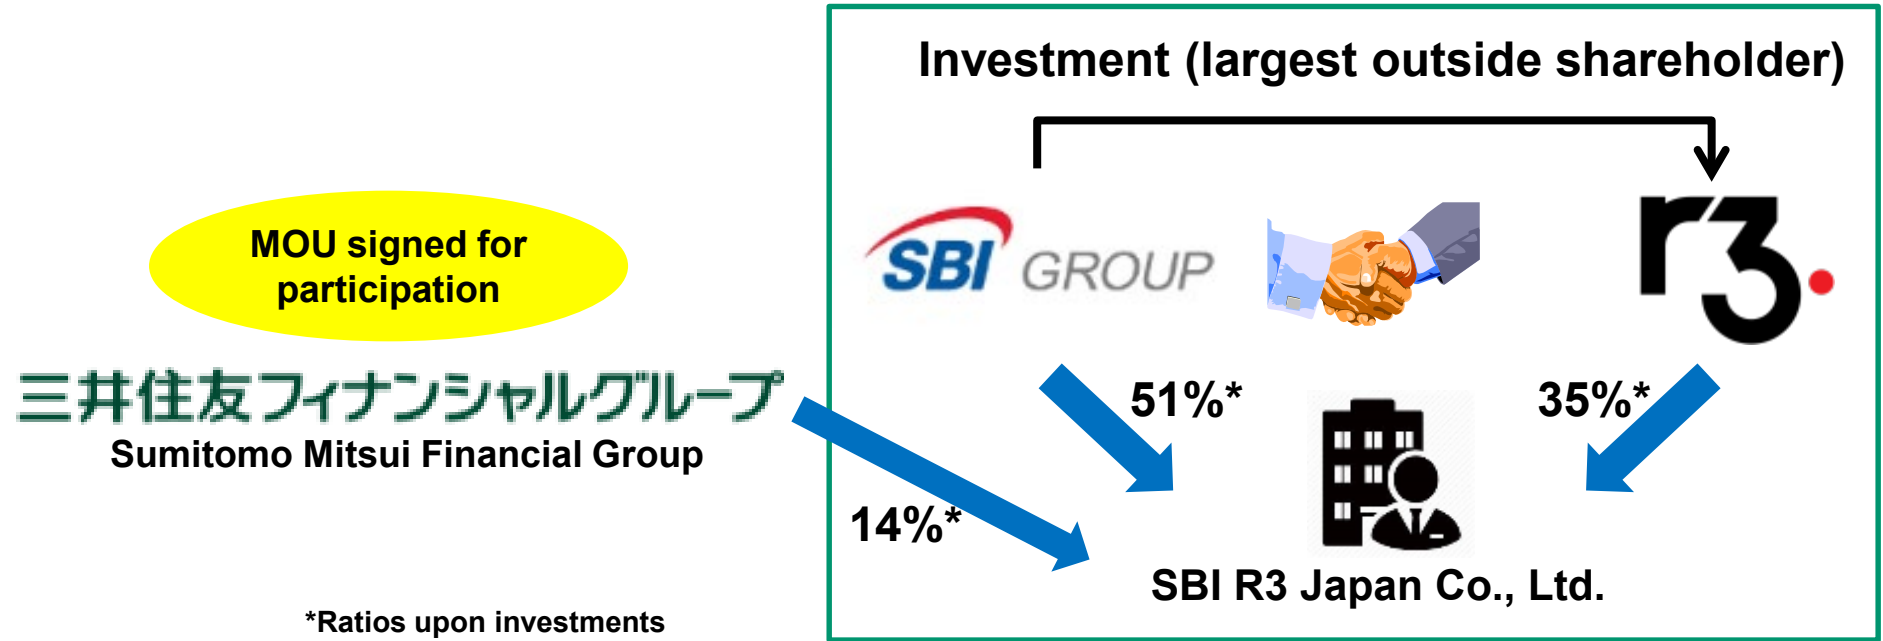 Investment (largest outside shareholder)
MOU signed for
participation
SBI GROUP
r3.
三井住友フィナンシャルグループ
Sumitomo Mitsui Financial Group
51%*
35%*
14%*
SBI R3 Japan Co., Ltd.
*Ratios upon investments